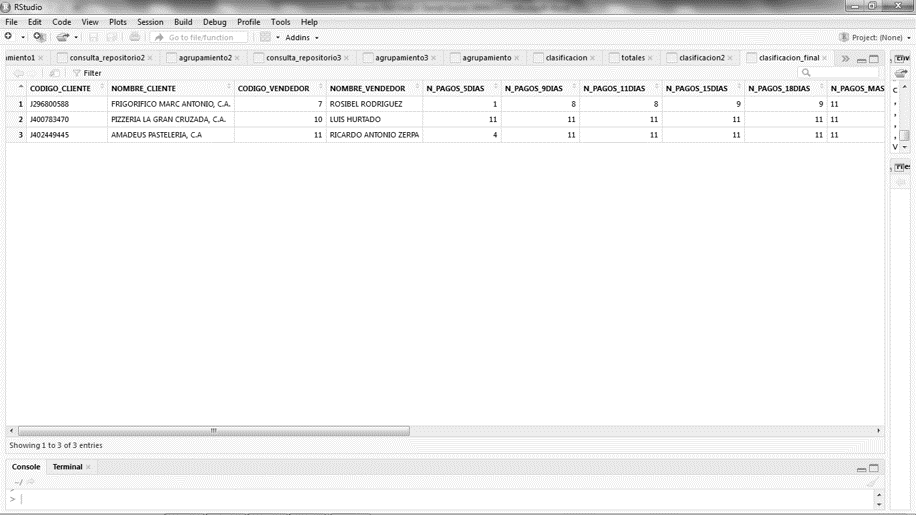 RStudio
File Edit Code View Plots Session Build Debug Profile Tools Help
Go to file/function Addins Project: (None)
amiento1 consulta_repositorio2 agrupamiento2 consulta_repositorio3 agrupamiento3 agrupamiento clasificacion totales clasificacion2 clasificacion_final
Filter
CODIGO_CLIENTE NOMBRE_CLIENTE CODIGO_VENDEDOR NOMBRE_VENDEDOR N_PAGOS_5DIAS N_PAGOS_9DIAS N_PAGOS_11DIAS N_PAGOS_15DIAS N_PAGOS_18DIAS N_PAGOS_MAS
1 J296800588 FRIGORIFICO MARC ANTONIO, C.A. 7 ROSIBEL RODRIGUEZ 1 8 8 9 9 11
2 J400783470 PIZZERIA LA GRAN CRUZADA, C.A. 10 LUIS HURTADO 11 11 11 11 11 11
3 J402449445 AMADEUS PASTELERIA, C.A 11 RICARDO ANTONIO ZERPA 4 11 11 11 11 11
Showing 1 to 3 of 3 entries
Console Terminal
~/
>